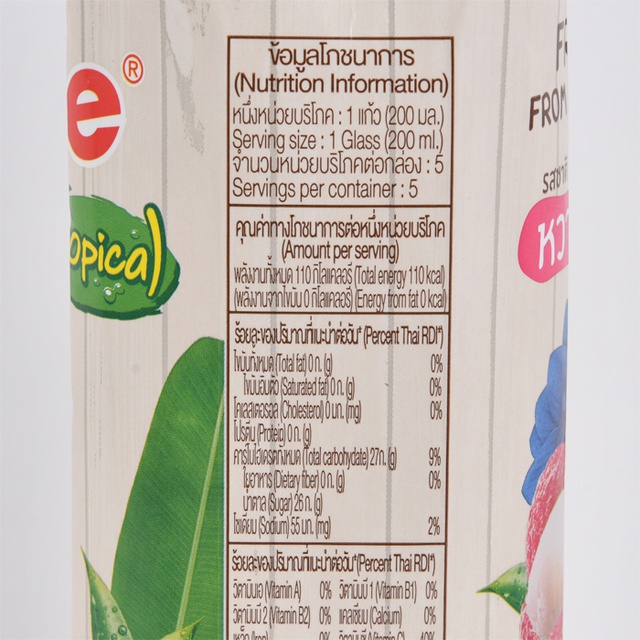 e®
opical
ข้อมูลโภชนาการ
(Nutrition Information)
หนึ่งหน่วยบริโภค : 1 แก้ว (200 มล.)
Serving size : 1 Glass (200 ml.)
จำนวนหน่วยบริโภคต่อกล่อง : 5
Servings per container : 5
คุณค่าทางโภชนาการต่อหนึ่งหน่วยบริโภค
(Amount per serving)
พลังงานทั้งหมด 110 กิโลแคลอรี (Total energy 110 kcal)
(พลังงานจากไขมัน 0 กิโลแคลอรี) (Energy from fat 0 kcal)
ร้อยละของปริมาณที่แนะนำต่อวัน* (Percent Thai RDI*)
ไขมันทั้งหมด (Total fat) 0 ก. (g) 0%
ไขมันอิ่มตัว (Saturated fat) 0 ก. (g) 0%
โคเลสเตอรอล (Cholesterol) 0 มก. (mg) 0%
โปรตีน (Protein) 0 ก. (g)
คาร์โบไฮเดรตทั้งหมด (Total carbohydrate) 27 ก. (g) 9%
ใยอาหาร (Dietary fiber) 0 ก. (g) 0%
น้ำตาล (Sugar) 26 ก. (g)
โซเดียม (Sodium) 55 มก. (mg) 2%
ร้อยละของปริมาณที่แนะนำต่อวัน* (Percent Thai RDI*)
วิตามินเอ (Vitamin A) 0% วิตามินบี 1 (Vitamin B1) 0%
วิตามินบี 2 (Vitamin B2) 0% แคลเซียม (Calcium) 0%
เหล็ก (Iron) วิตามินซี (Vitamin C) 40%
FROM
รสชาติ
หวา